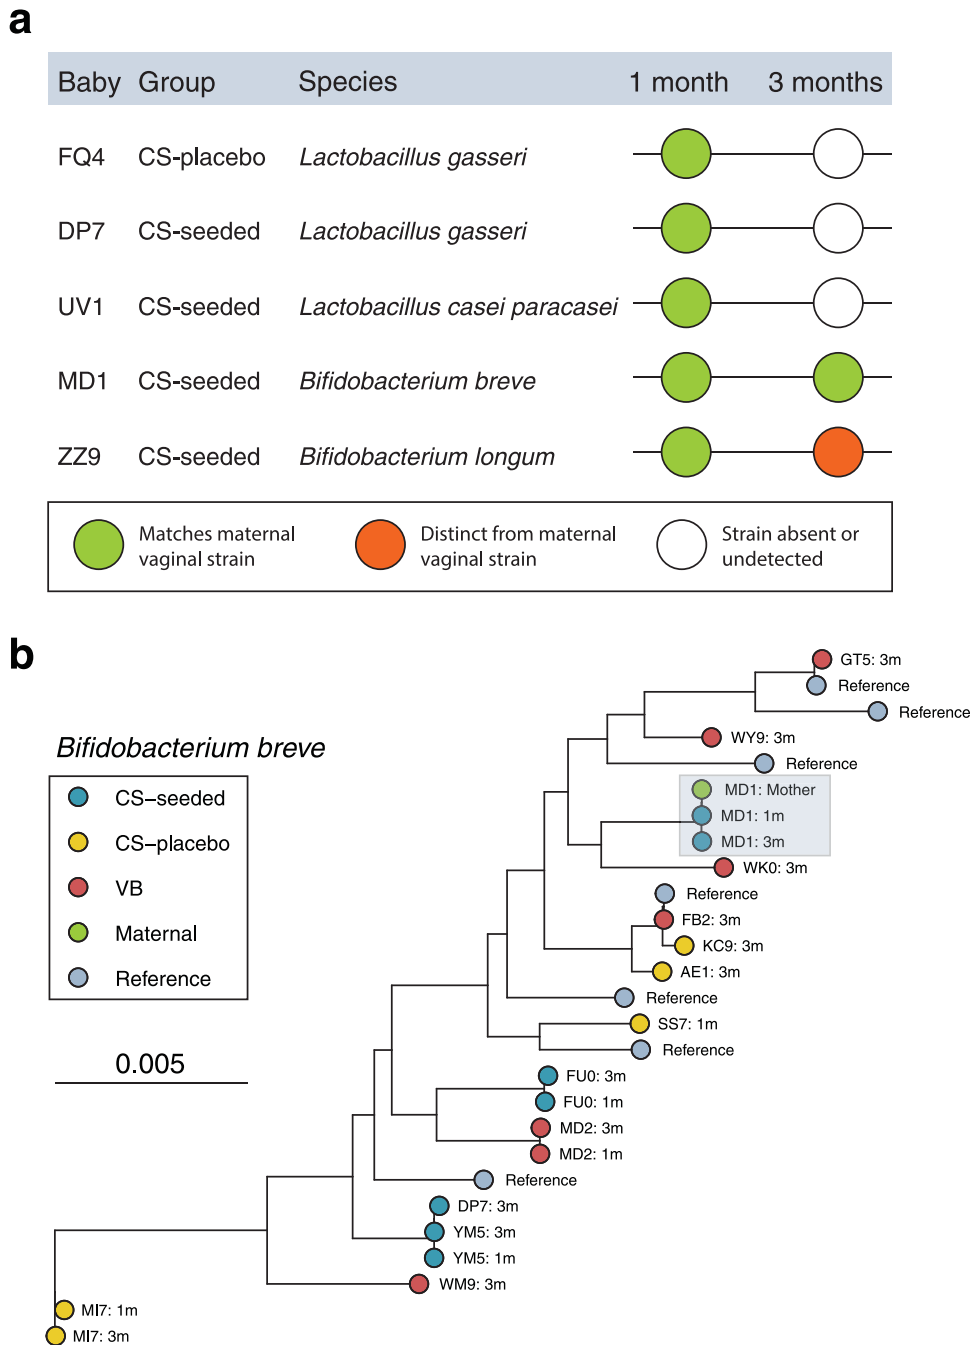 a
Baby Group Species 1 month 3 months
FQ4 CS-placebo Lactobacillus gasseri
DP7 CS-seeded Lactobacillus gasseri
UV1 CS-seeded Lactobacillus casei paracasei
MD1 CS-seeded Bifidobacterium breve
ZZ9 CS-seeded Bifidobacterium longum
Matches maternal
vaginal strain
Distinct from maternal
vaginal strain
Strain absent or
undetected
b
Bifidobacterium breve
CS–seeded
CS–placebo
VB
Maternal
Reference
0.005
GT5: 3m
Reference
Reference
WY9: 3m
Reference
MD1: Mother
MD1: 1m
MD1: 3m
WK0: 3m
Reference
FB2: 3m
KC9: 3m
AE1: 3m
Reference
SS7: 1m
Reference
FU0: 3m
FU0: 1m
MD2: 3m
MD2: 1m
Reference
DP7: 3m
YM5: 3m
YM5: 1m
WM9: 3m
MI7: 1m
MI7: 3m